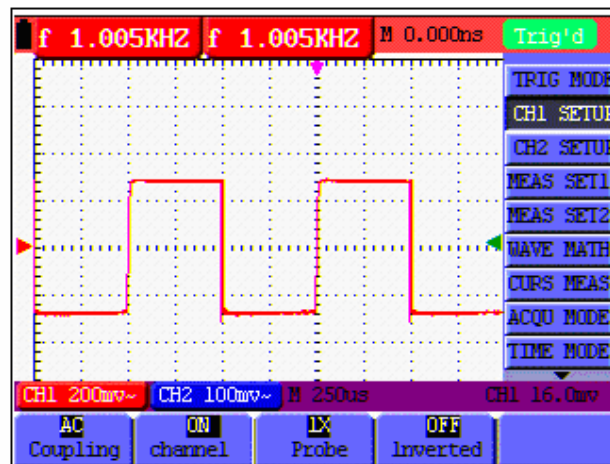 f 1.005KHZ f 1.005KHZ M 0.000ns Trig'd
TRIG MODE
CH1 SETUP
CH2 SETUP
MEAS SET1
MEAS SET2
WAVE MATH
CURS MEAS
ACQU MODE
TIME MODE
CH1 200mv~ CH2 100mv~ M 250us CH1 16.0mv
AC ON 1X OFF
Coupling channel Probe Inverted